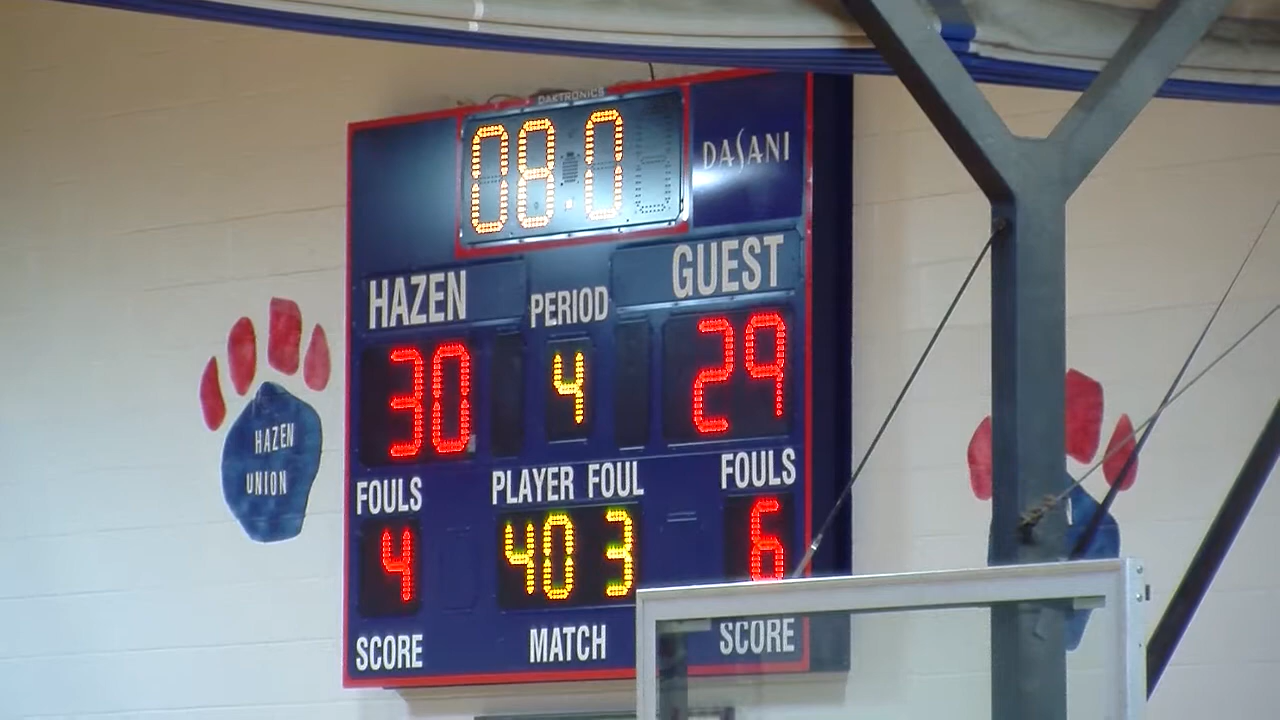 DAKTRONICS
08.0
DASANI
HAZEN
PERIOD
GUEST
30
4
29
HAZEN
UNION
FOULS
PLAYER FOUL
FOULS
4
40 3
6
SCORE
MATCH
SCORE